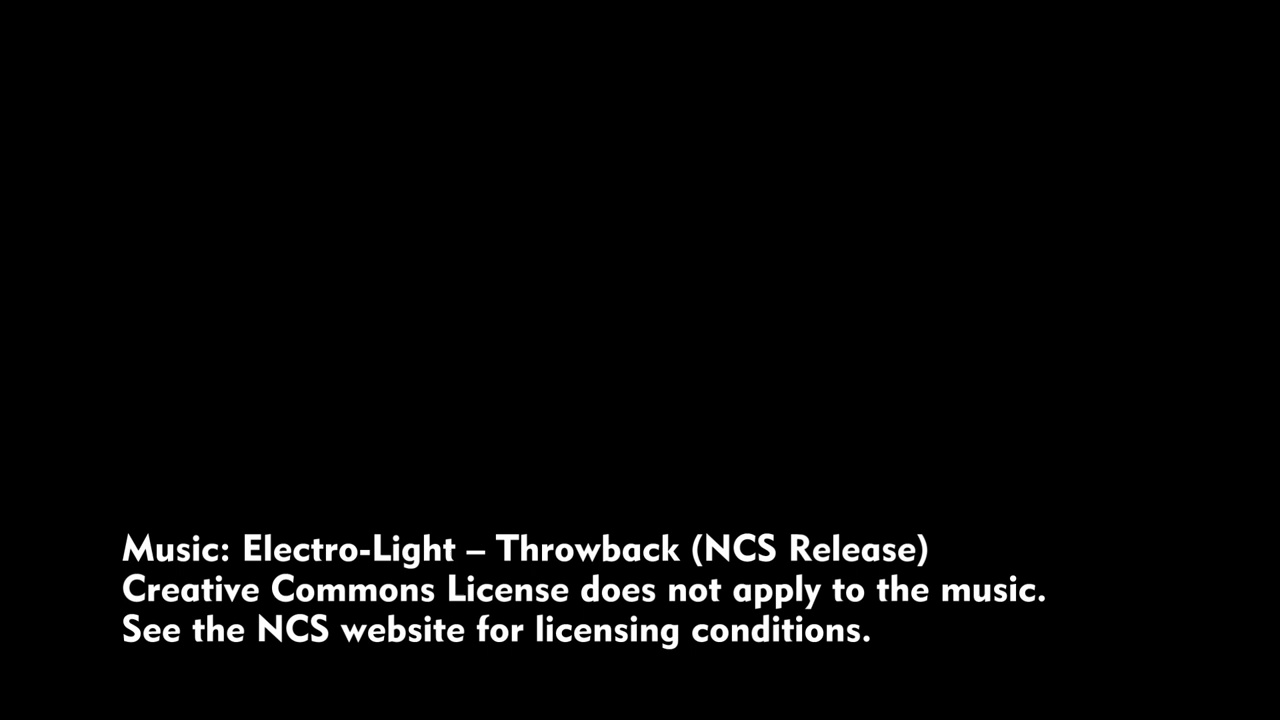 Music: Electro-Light – Throwback (NCS Release)
Creative Commons License does not apply to the music.
See the NCS website for licensing conditions.